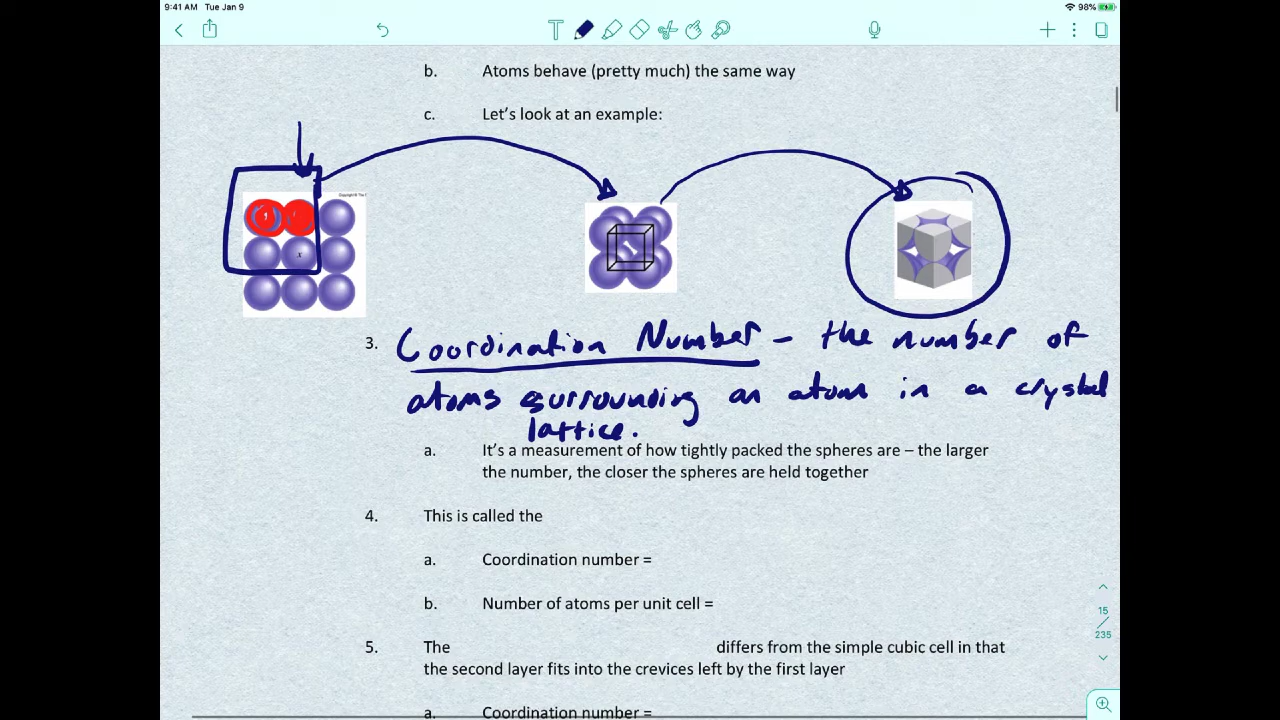 9:41 AM Tue Jan 9
98%
b. Atoms behave (pretty much) the same way
c. Let's look at an example:
x
3. Coordination Number – the number of
atoms surrounding an atom in a crystal
lattice.
a. It's a measurement of how tightly packed the spheres are – the larger
the number, the closer the spheres are held together
4. This is called the
a. Coordination number =
b. Number of atoms per unit cell =
5. The differs from the simple cubic cell in that
the second layer fits into the crevices left by the first layer
a. Coordination number =
15
/
235